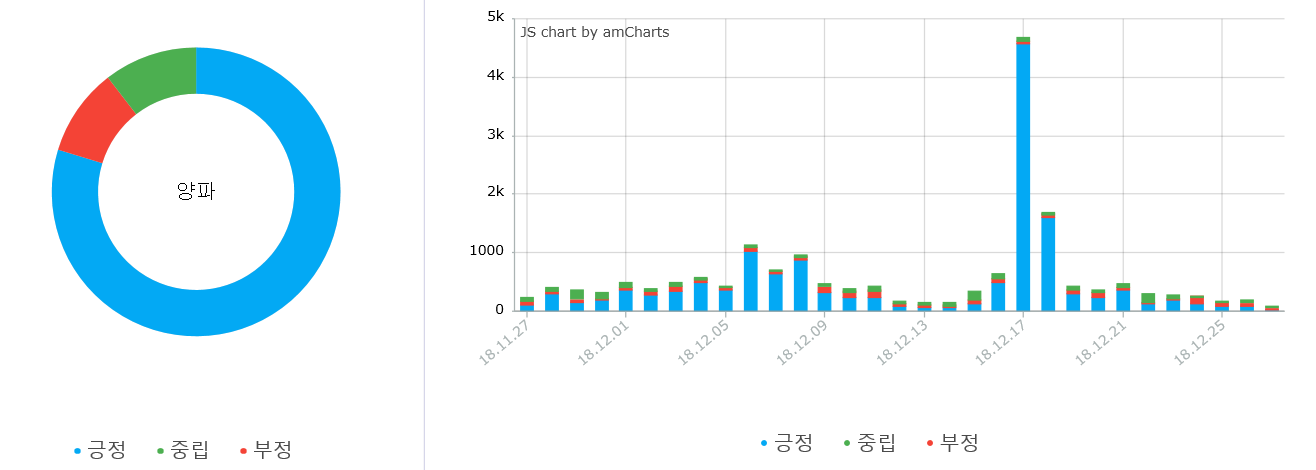 양파
긍정
중립
부정
JS chart by amCharts
5k
4k
3k
2k
1000
0
18.11.27
18.12.01
18.12.05
18.12.09
18.12.13
18.12.17
18.12.21
18.12.25
긍정
중립
부정